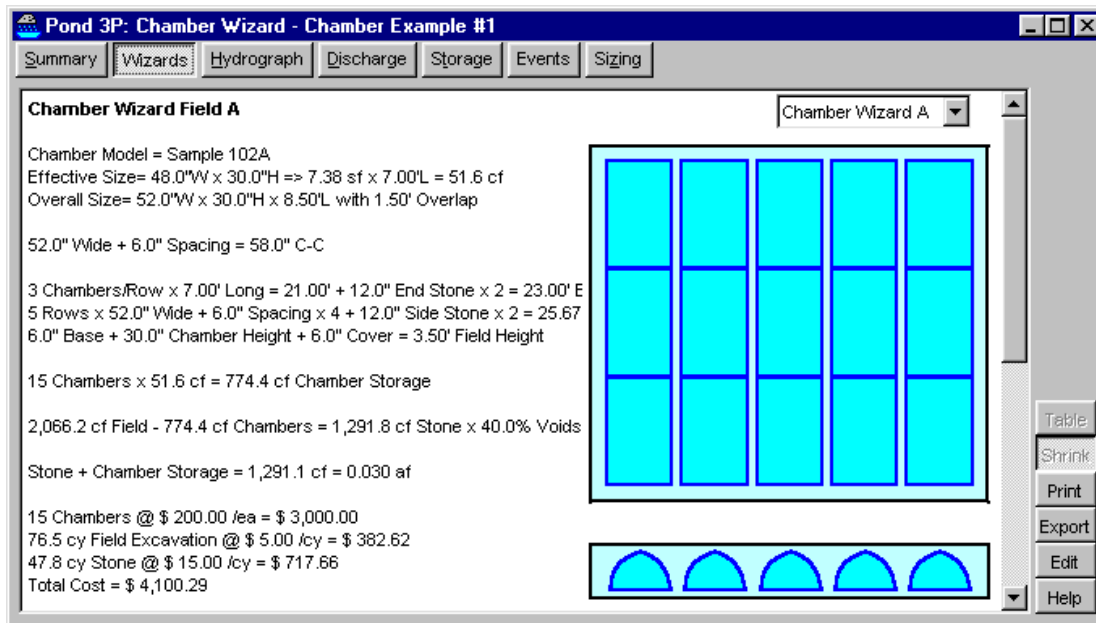 Pond 3P: Chamber Wizard - Chamber Example #1
Summary Wizards Hydrograph Discharge Storage Events Sizing
Chamber Wizard Field A
Chamber Wizard A
Chamber Model = Sample 102A
Effective Size= 48.0"W x 30.0"H => 7.38 sf x 7.00'L = 51.6 cf
Overall Size= 52.0"W x 30.0"H x 8.50'L with 1.50' Overlap
52.0" Wide + 6.0" Spacing = 58.0" C-C
3 Chambers/Row x 7.00' Long = 21.00' + 12.0" End Stone x 2 = 23.00' E
5 Rows x 52.0" Wide + 6.0" Spacing x 4 + 12.0" Side Stone x 2 = 25.67
6.0" Base + 30.0" Chamber Height + 6.0" Cover = 3.50' Field Height
15 Chambers x 51.6 cf = 774.4 cf Chamber Storage
2,066.2 cf Field - 774.4 cf Chambers = 1,291.8 cf Stone x 40.0% Voids
Stone + Chamber Storage = 1,291.1 cf = 0.030 af
15 Chambers @ $ 200.00 /ea = $ 3,000.00
76.5 cy Field Excavation @ $ 5.00 /cy = $ 382.62
47.8 cy Stone @ $ 15.00 /cy = $ 717.66
Total Cost = $ 4,100.29
Table
Shrink
Print
Export
Edit
Help